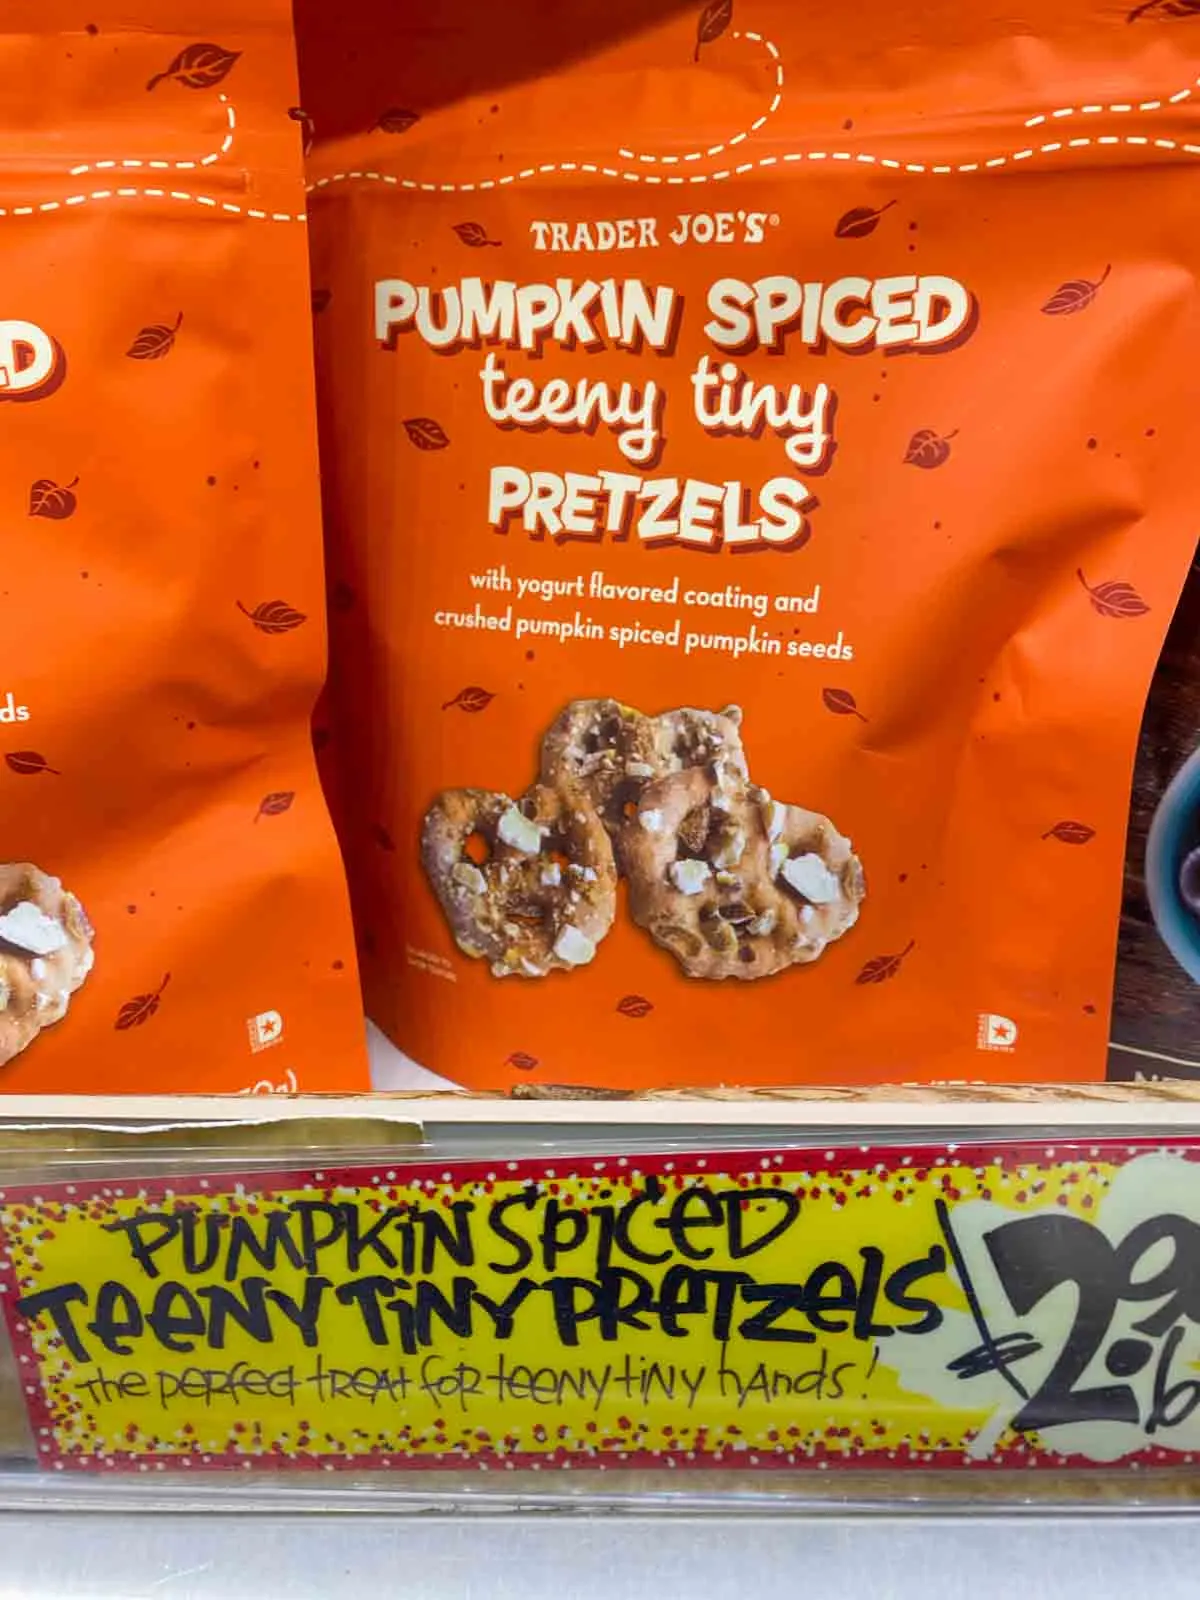 TRADER JOE'S®
PUMPKIN SPICED
teeny tiny
PRETZELS
with yogurt flavored coating and
crushed pumpkin spiced pumpkin seeds
D
ds
PUMPKIN SPICED
TEENY TINY PRETZELS
the perfect treat for teeny tiny hands!